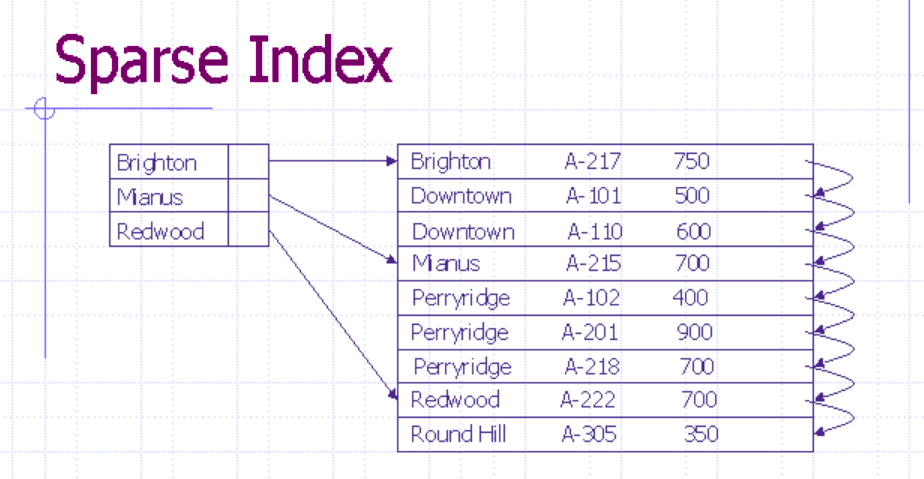 Sparse Index
Brighton Brighton A-217 750
Mianus Downtown A-101 500
Redwood Downtown A-110 600
Mianus A-215 700
Perryridge A-102 400
Perryridge A-201 900
Perryridge A-218 700
Redwood A-222 700
Round Hill A-305 350